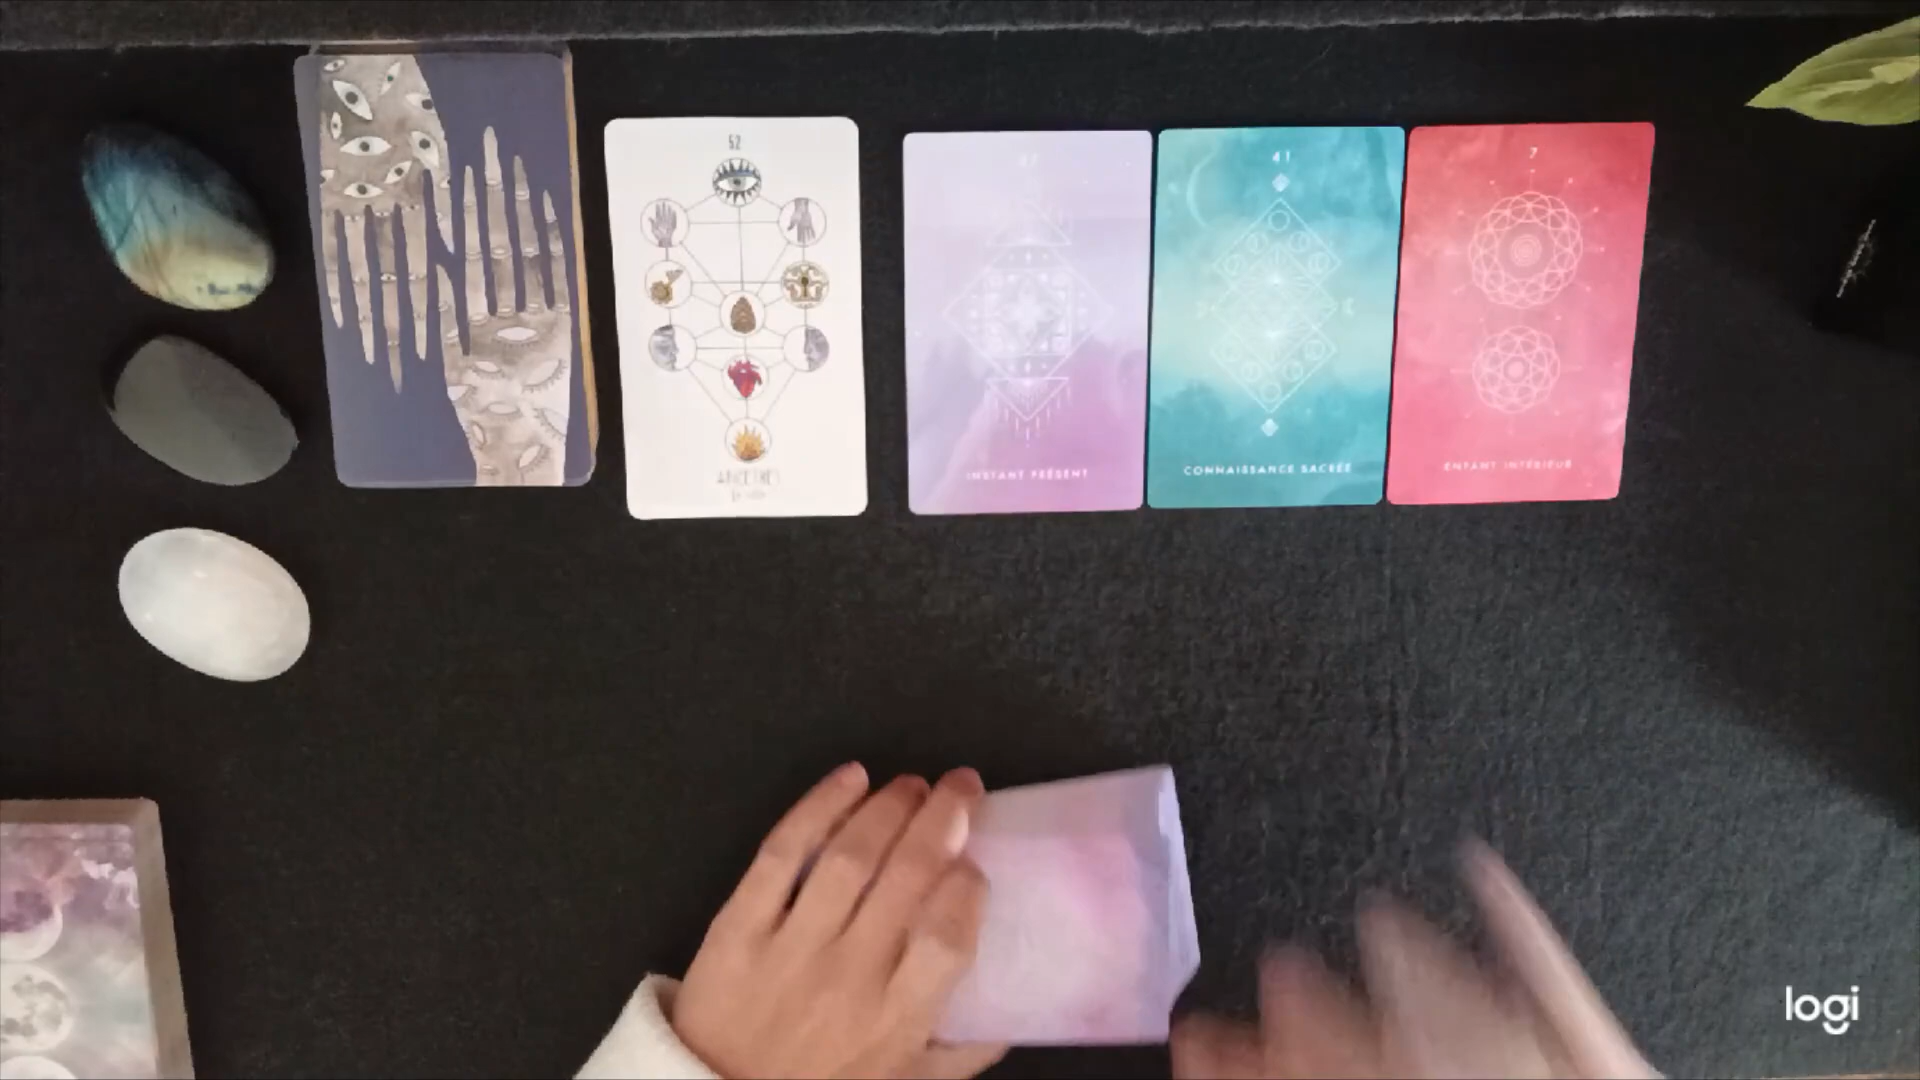 52
ANCÊTRES
41
7
INSTANT PRÉSENT
CONNAISSANCE SACRÉE
ENFANT INTÉRIEUR
logi